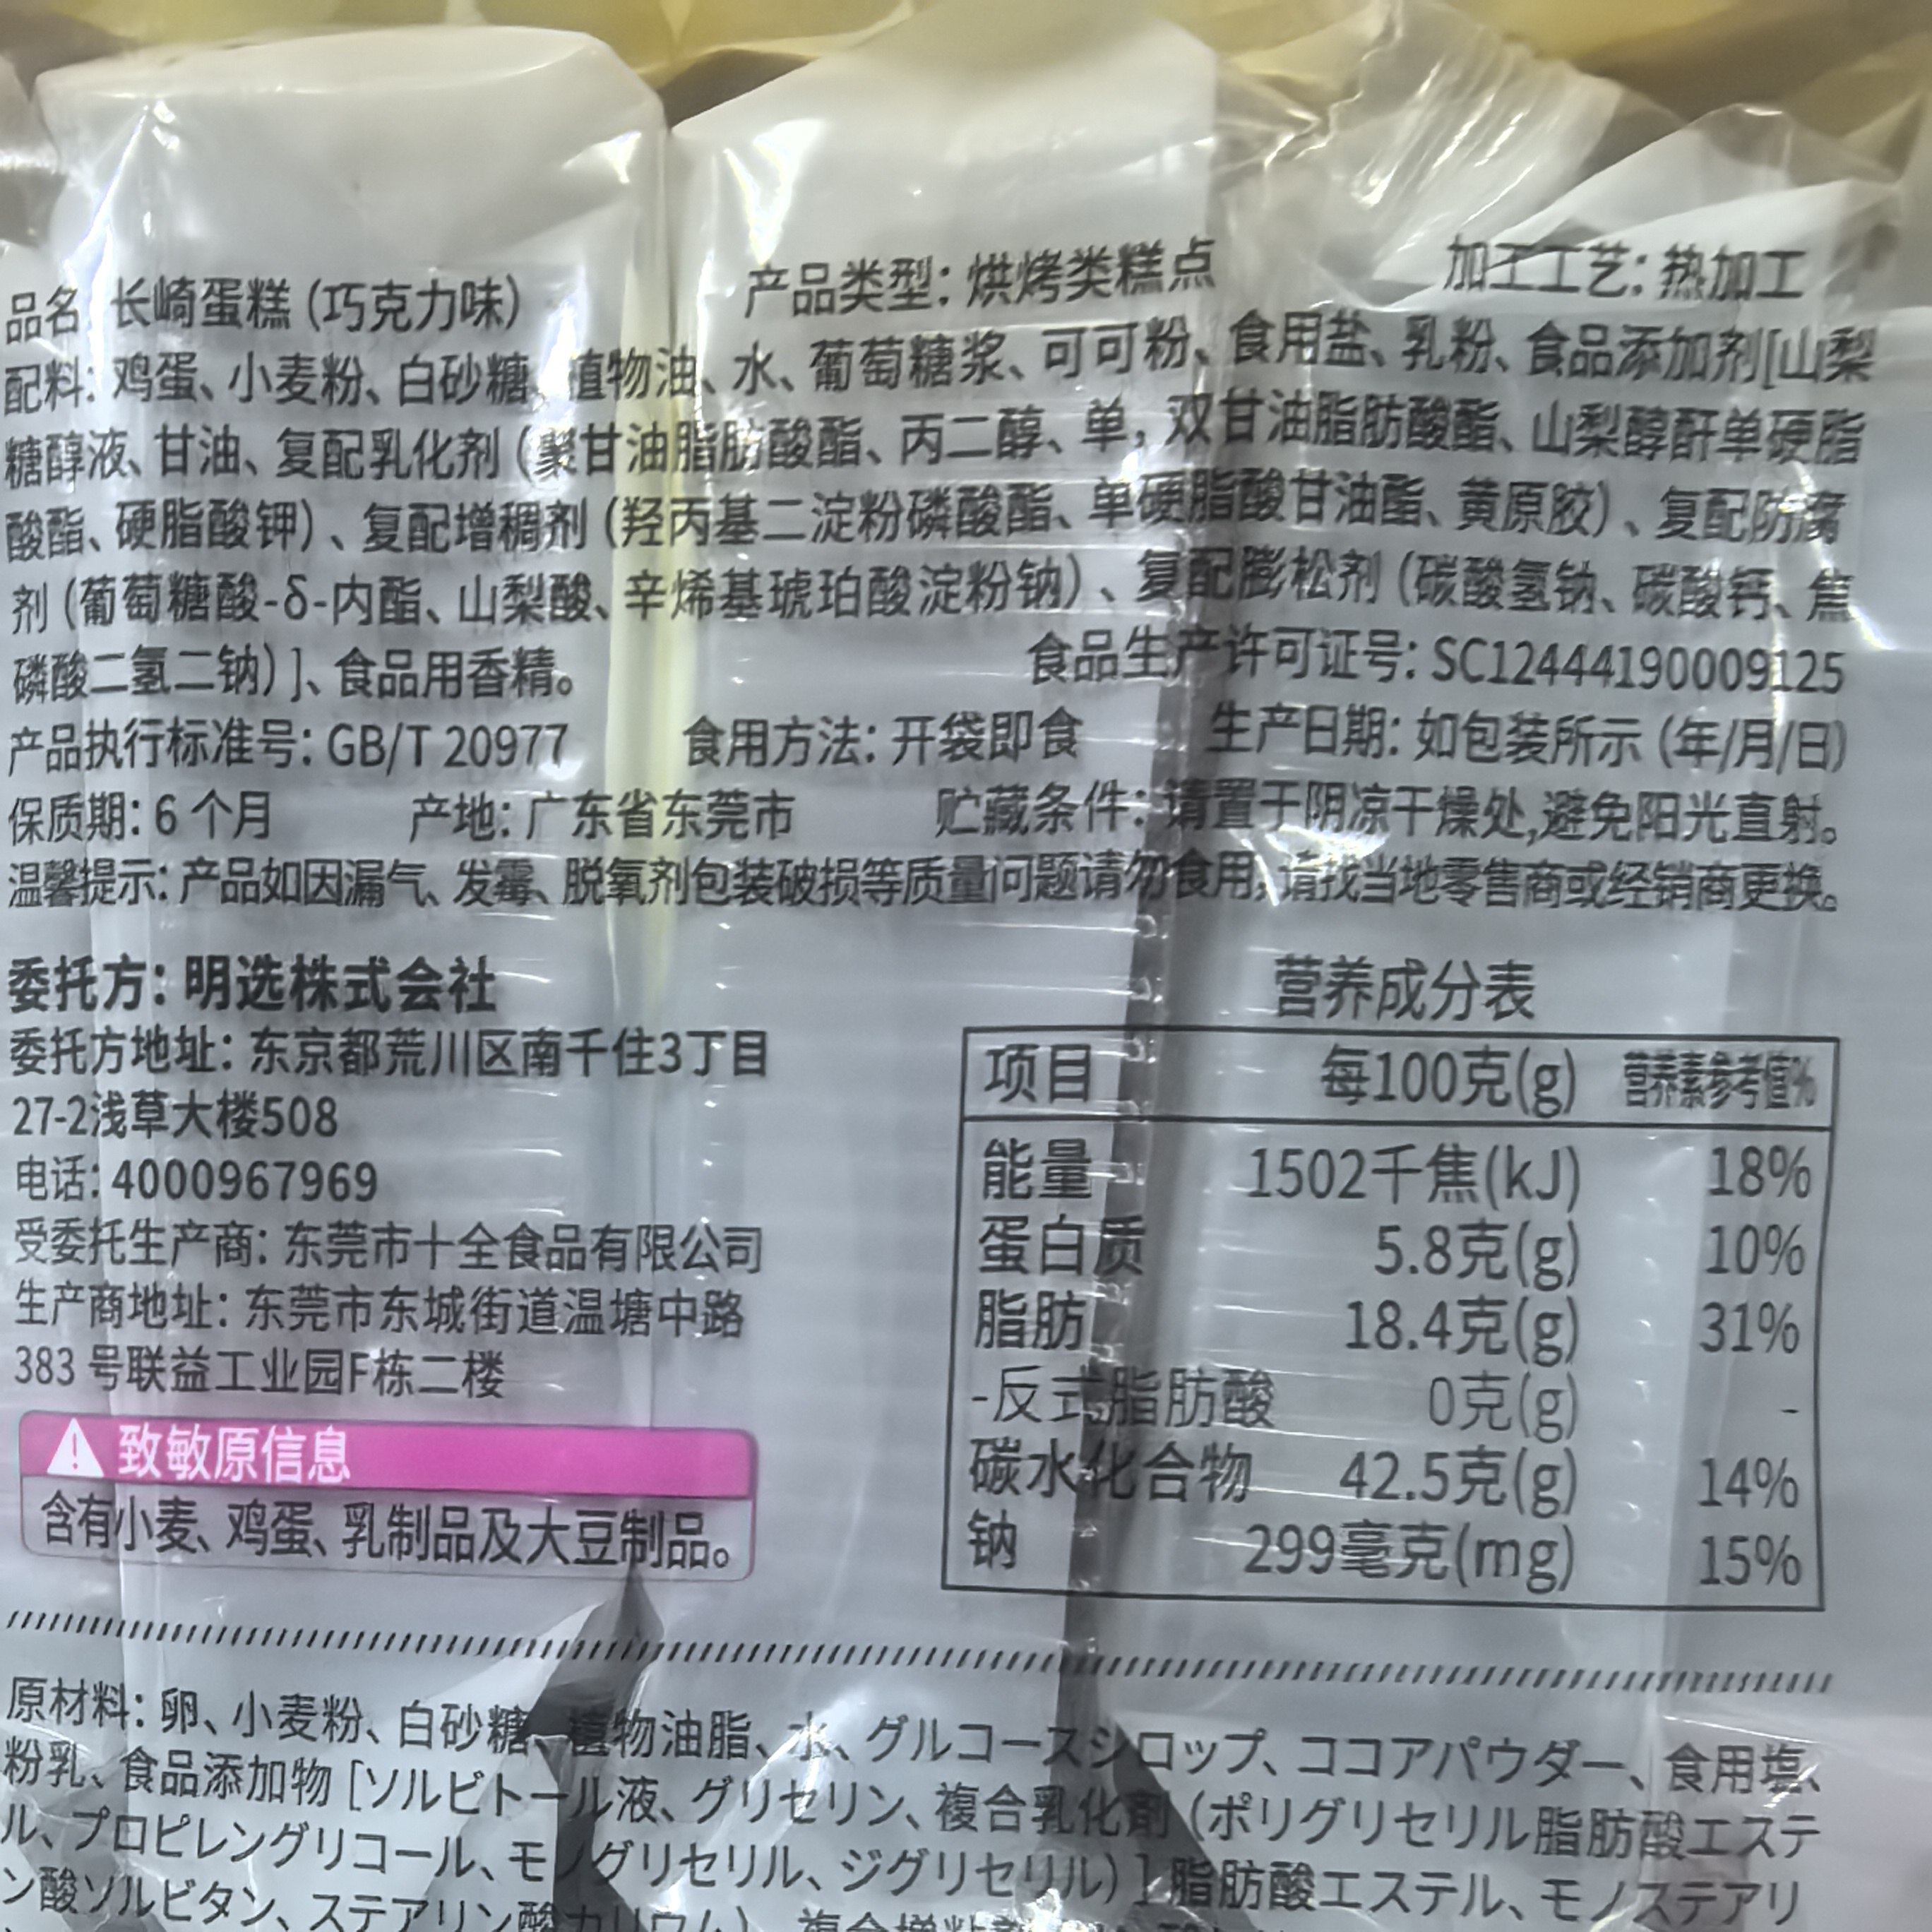 品名 长崎蛋糕 (巧克力味) 产品类型: 烘烤类糕点 加工工艺: 热加工
配料: 鸡蛋、小麦粉、白砂糖、植物油、水、葡萄糖浆、可可粉、食用盐、乳粉、食品添加剂[山梨
糖醇液、甘油、复配乳化剂 (聚甘油脂肪酸酯、丙二醇、单, 双甘油脂肪酸酯、山梨醇酐单硬脂
酸酯、硬脂酸钾) 、复配增稠剂 (羟丙基二淀粉磷酸酯、单硬脂酸甘油酯、黄原胶) 、复配防腐
剂 (葡萄糖酸-δ-内酯、山梨酸、辛烯基琥珀酸淀粉钠) 、复配膨松剂 (碳酸氢钠、碳酸钙、焦
磷酸二氢二钠) ]、食品用香精。 食品生产许可证号: SC12444190009125
产品执行标准号: GB/T 20977 食用方法: 开袋即食 生产日期: 如包装所示 (年/月/日)
保质期: 6 个月 产地: 广东省东莞市 贮藏条件: 请置于阴凉干燥处,避免阳光直射。
温馨提示: 产品如因漏气、发霉、脱氧剂包装破损等质量问题请勿食用, 请找当地零售商或经销商更换。
委托方: 明选株式会社
委托方地址: 东京都荒川区南千住3丁目
27-2浅草大楼508
电话: 4000967969
受委托生产商: 东莞市十全食品有限公司
生产商地址: 东莞市东城街道温塘中路
383 号联益工业园F栋二楼
致敏原信息
含有小麦、鸡蛋、乳制品及大豆制品。
营养成分表
项目 每100克(g) 营养素参考值%
能量 1502千焦(kJ) 18%
蛋白质 5.8克(g) 10%
脂肪 18.4克(g) 31%
-反式脂肪酸 0克(g) -
碳水化合物 42.5克(g) 14%
钠 299毫克(mg) 15%
原材料: 卵、小麦粉、白砂糖、植物油脂、水、グルコースシロップ、ココアパウダー、食用塩、
粉乳、食品添加物 [ソルビトール液、グリセリン、複合乳化劑 (ポリグリセリル脂肪酸エステ
ル、プロピレングリコール、モノグリセリル、ジグリセリル) ] 脂肪酸エステル、モノステアリ
ン酸ソルビタン、ステアリン酸カリウム) 、複合増粘